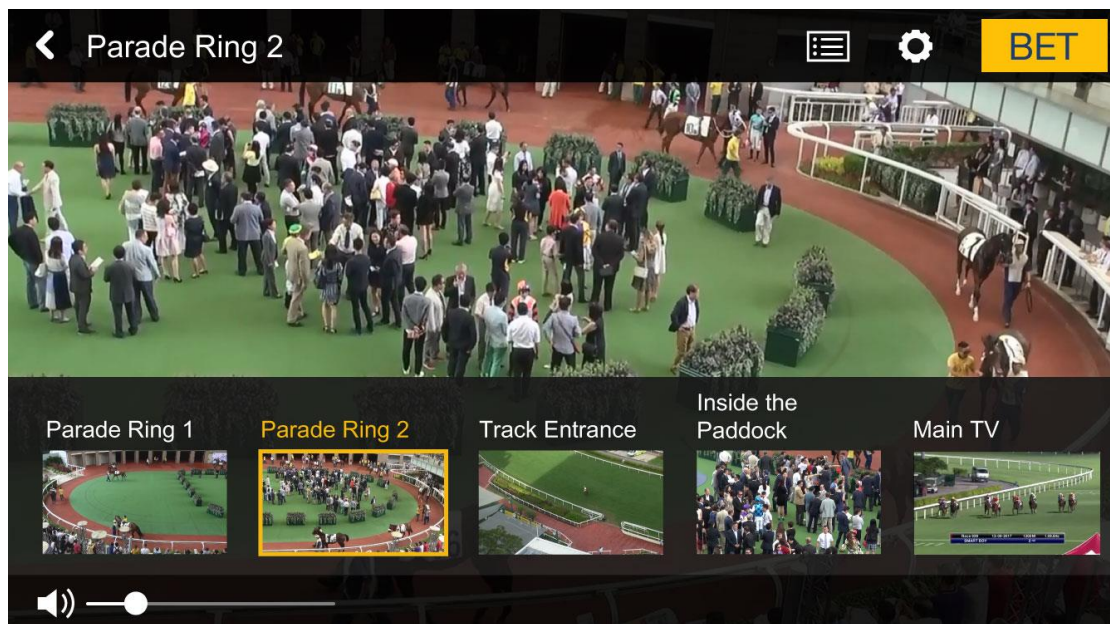 Parade Ring 2
BET
Parade Ring 1
Parade Ring 2
Track Entrance
Inside the
Paddock
Main TV